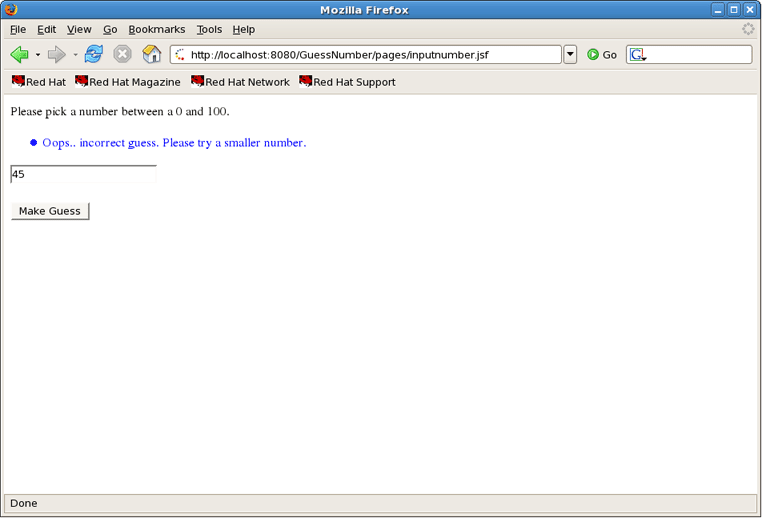 Mozilla Firefox
File Edit View Go Bookmarks Tools Help
http://localhost:8080/GuessNumber/pages/inputnumber.jsf Go
Red Hat Red Hat Magazine Red Hat Network Red Hat Support
Please pick a number between a 0 and 100.
Oops.. incorrect guess. Please try a smaller number.
45
Make Guess
Done